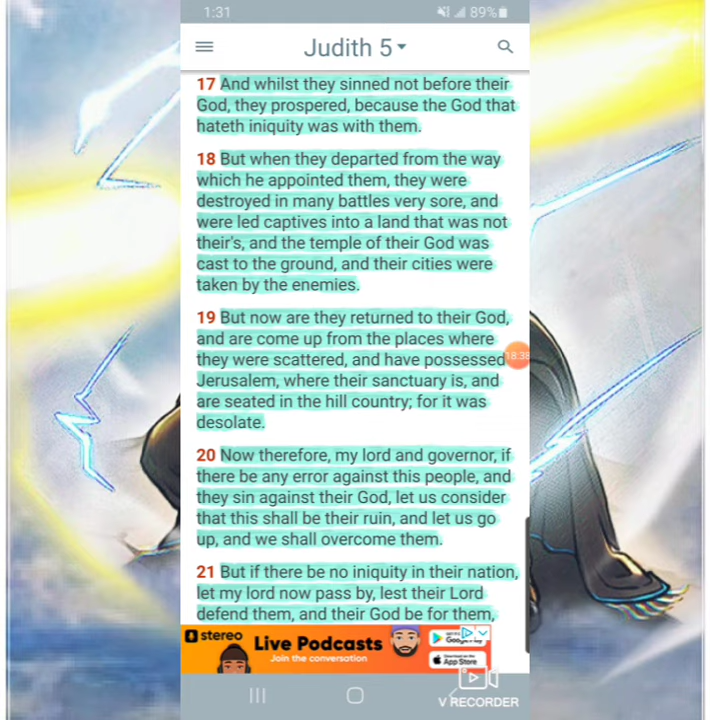 1:31 89%
Judith 5
17 And whilst they sinned not before their
God, they prospered, because the God that
hateth iniquity was with them.
18 But when they departed from the way
which he appointed them, they were
destroyed in many battles very sore, and
were led captives into a land that was not
their's, and the temple of their God was
cast to the ground, and their cities were
taken by the enemies.
19 But now are they returned to their God,
and are come up from the places where
they were scattered, and have possessed
18:38
Jerusalem, where their sanctuary is, and
are seated in the hill country; for it was
desolate.
20 Now therefore, my lord and governor, if
there be any error against this people, and
they sin against their God, let us consider
that this shall be their ruin, and let us go
up, and we shall overcome them.
21 But if there be no iniquity in their nation,
let my lord now pass by, lest their Lord
defend them, and their God be for them,
stereo
Live Podcasts
Join the conversation
App Store
V RECORDER